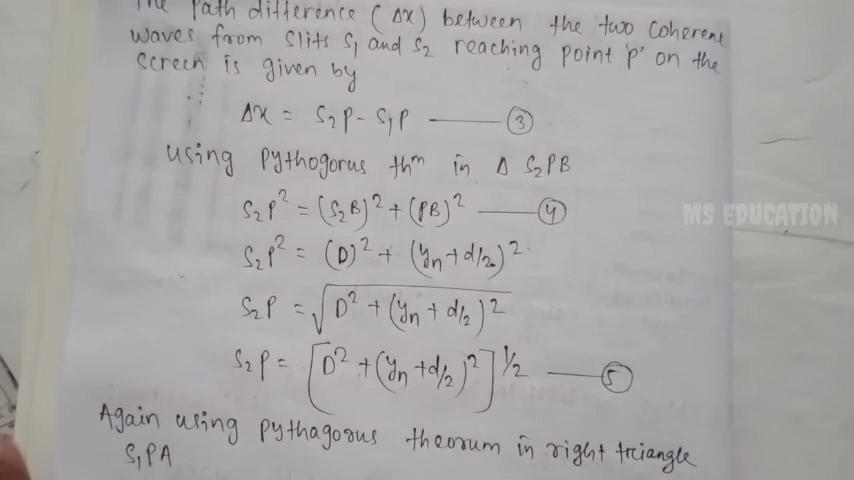 The path difference (Δx) between the two coherent
waves from slits S₁ and S₂ reaching point 'P' on the
screen is given by
Δx = S₂P - S₁P ——— ③
using pythogorus thᵐ in Δ S₂PB
S₂P² = (S₂B)² + (PB)² ——— ④
S₂P² = (D)² + (yₙ + d/2)²
S₂P = √(D² + (yₙ + d/2)²)
S₂P = [D² + (yₙ + d/2)²]^1/2 ——— ⑤
Again using pythagorus theorum in right triangle
S₁PA
MS EDUCATION